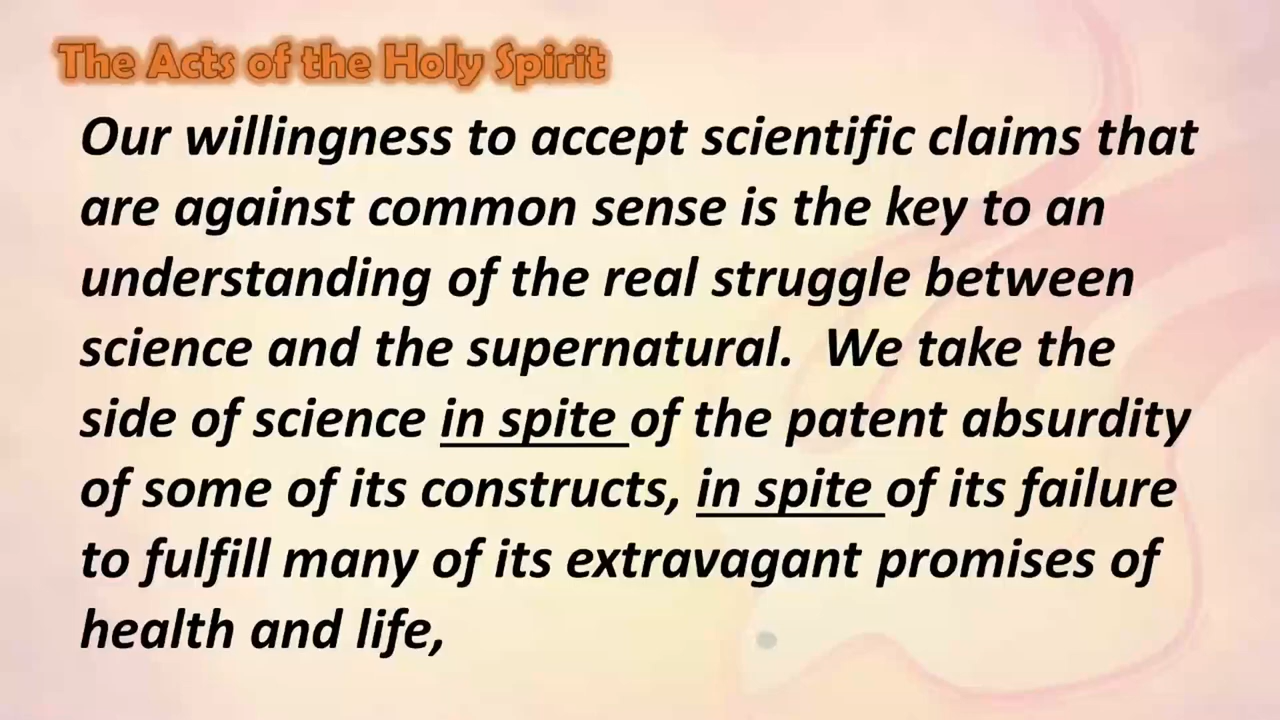 The Acts of the Holy Spirit
Our willingness to accept scientific claims that
are against common sense is the key to an
understanding of the real struggle between
science and the supernatural.  We take the
side of science in spite of the patent absurdity
of some of its constructs, in spite of its failure
to fulfill many of its extravagant promises of
health and life,